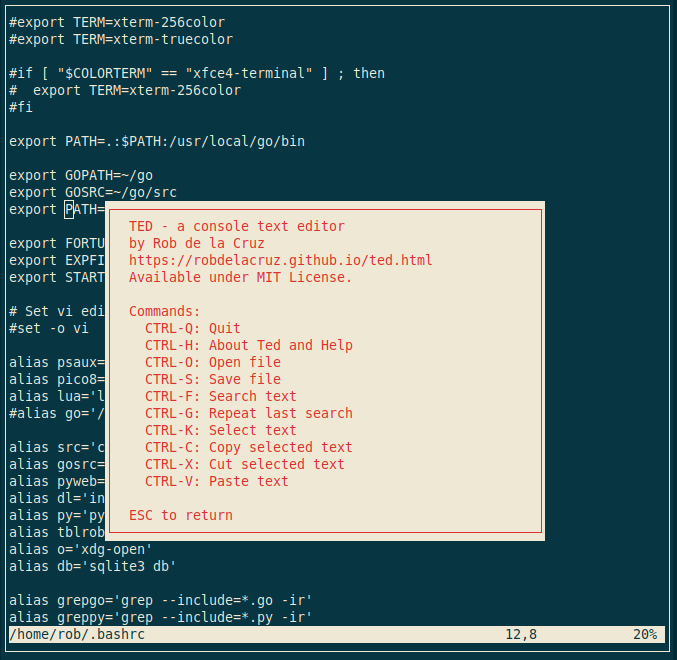 #export TERM=xterm-256color
#export TERM=xterm-truecolor
#if [ "$COLORTERM" == "xfce4-terminal" ] ; then
#  export TERM=xterm-256color
#fi
export PATH=.:$PATH:/usr/local/go/bin
export GOPATH=~/go
export GOSRC=~/go/src
export PATH=
export FORTU
export EXPFI
export START
# Set vi edi
#set -o vi
alias psaux=
alias pico8=
alias lua='l
#alias go='/
alias src='c
alias gosrc=
alias pyweb=
alias dl='in
alias py='py
alias tblrob
alias o='xdg-open'
alias db='sqlite3 db'
alias grepgo='grep --include=*.go -ir'
alias greppy='grep --include=*.py -ir'
TED - a console text editor
by Rob de la Cruz
https://robdelacruz.github.io/ted.html
Available under MIT License.
Commands:
CTRL-Q: Quit
CTRL-H: About Ted and Help
CTRL-O: Open file
CTRL-S: Save file
CTRL-F: Search text
CTRL-G: Repeat last search
CTRL-K: Select text
CTRL-C: Copy selected text
CTRL-X: Cut selected text
CTRL-V: Paste text
ESC to return
/home/rob/.bashrc 12,8 20%